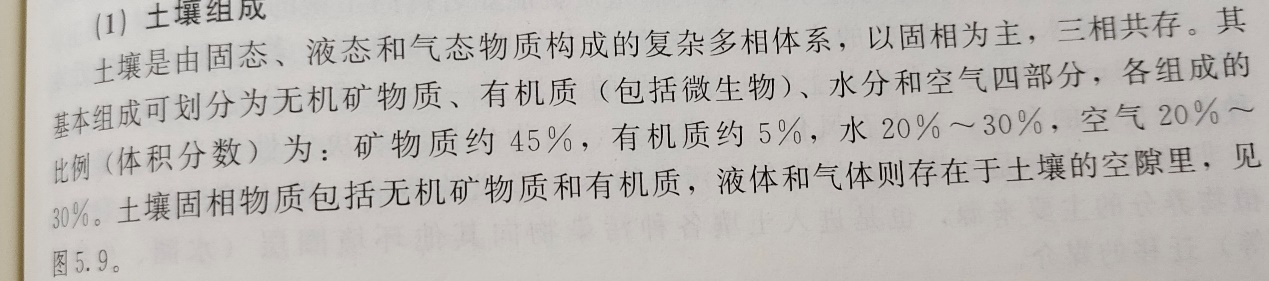 (1) 土壤组成
土壤是由固态、液态和气态物质构成的复杂多相体系，以固相为主，三相共存。其
基本组成可划分为无机矿物质、有机质（包括微生物）、水分和空气四部分，各组成的
比例（体积分数）为：矿物质约 45%，有机质约 5%，水 20%～30%，空气 20%～
30%。土壤固相物质包括无机矿物质和有机质，液体和气体则存在于土壤的空隙里，见
图5.9。